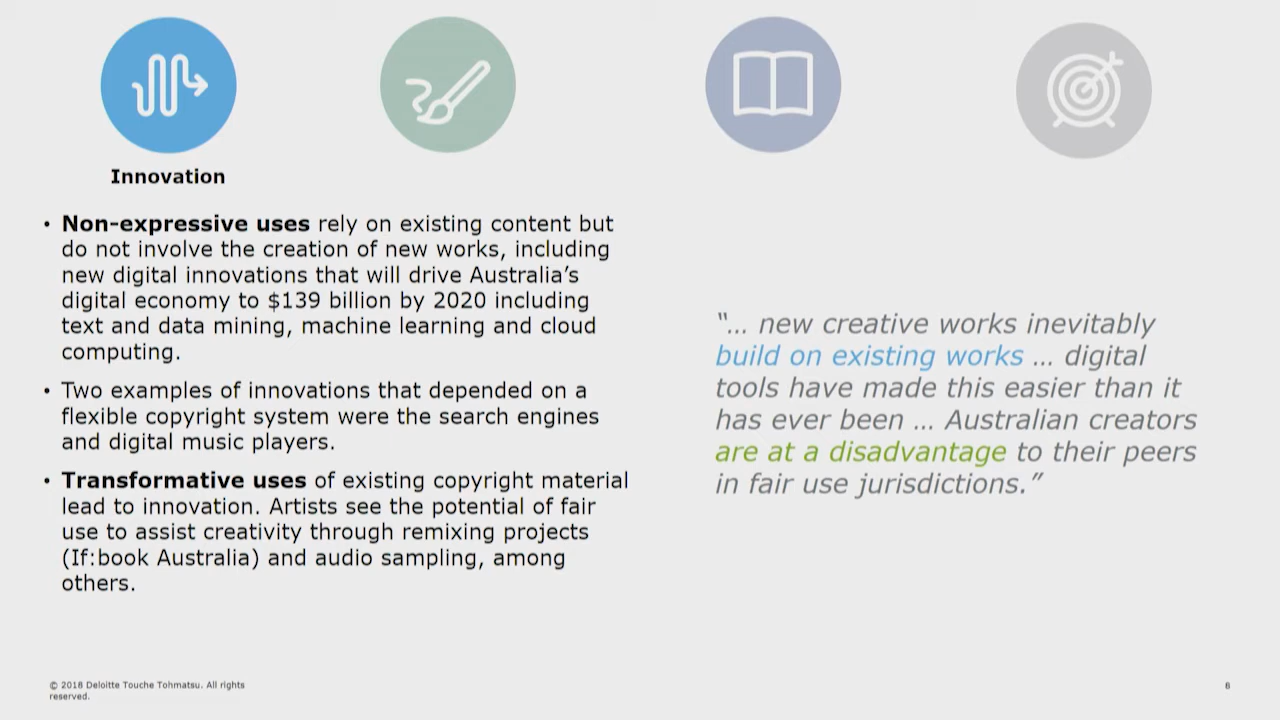 Innovation
• Non-expressive uses rely on existing content but
do not involve the creation of new works, including
new digital innovations that will drive Australia’s
digital economy to $139 billion by 2020 including
text and data mining, machine learning and cloud
computing.
• Two examples of innovations that depended on a
flexible copyright system were the search engines
and digital music players.
• Transformative uses of existing copyright material
lead to innovation. Artists see the potential of fair
use to assist creativity through remixing projects
(If:book Australia) and audio sampling, among
others.
“... new creative works inevitably
build on existing works ... digital
tools have made this easier than it
has ever been ... Australian creators
are at a disadvantage to their peers
in fair use jurisdictions.”
© 2018 Deloitte Touche Tohmatsu. All rights
reserved.